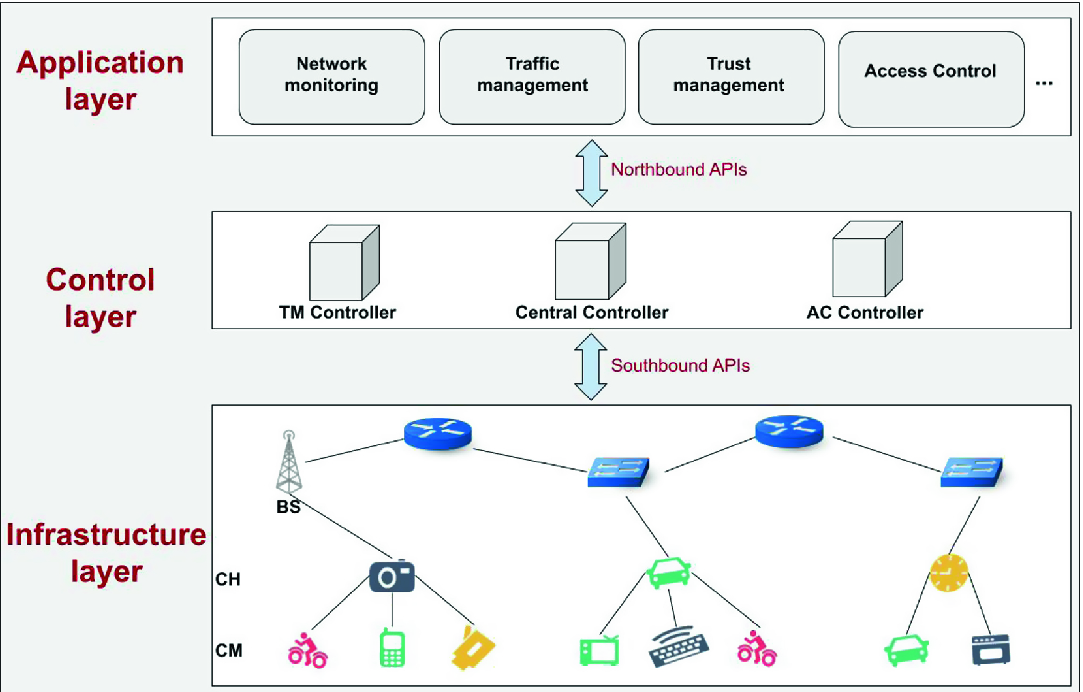 Application
layer
Network
monitoring
Traffic
management
Trust
management
Access Control
...
Northbound APIs
Control
layer
TM Controller
Central Controller
AC Controller
Southbound APIs
Infrastructure
layer
BS
CH
CM